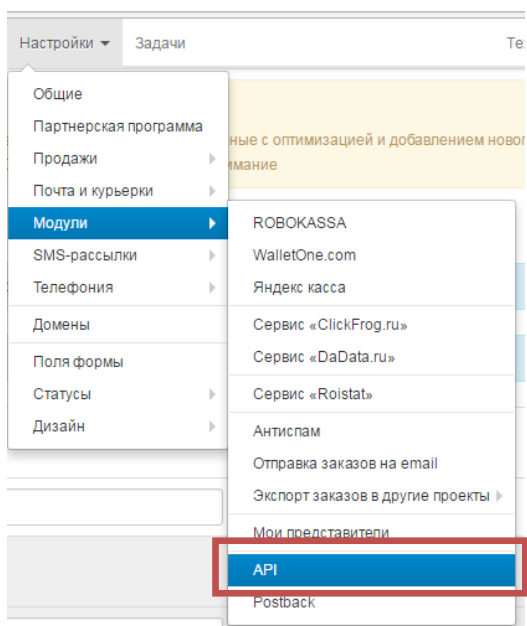 Настройки Задачи
Общие
Партнерская программа
ные с оптимизацией и добавлением
Продажи
имание
Почта и курьерки
Модули
SMS-рассылки
Телефония
Домены
Поля формы
Статусы
Дизайн
ROBOKASSA
WalletOne.com
Яндекс касса
Сервис «ClickFrog.ru»
Сервис «DaData.ru»
Сервис «Roistat»
Антиспам
Отправка заказов на email
Экспорт заказов в другие проекты
Мои представители
API
Postback